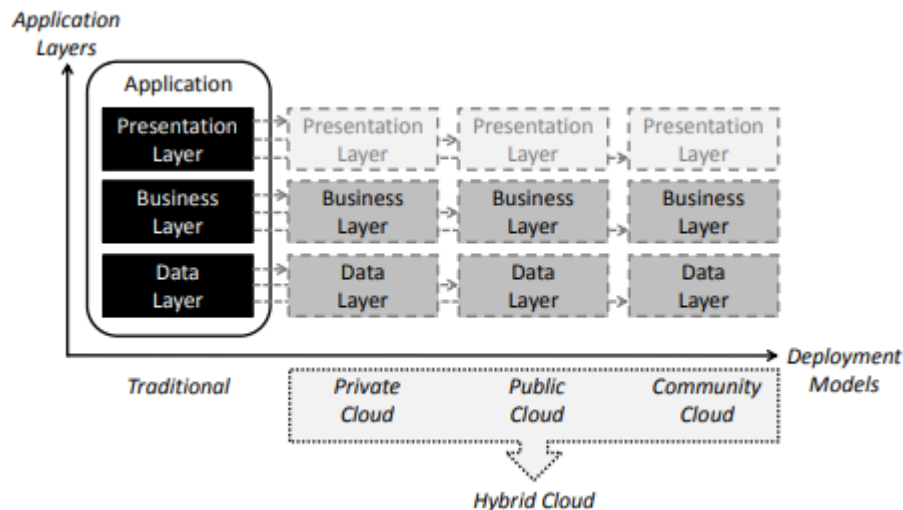 Application
Layers
Application
Presentation
Layer
Presentation
Layer
Presentation
Layer
Presentation
Layer
Business
Layer
Business
Layer
Business
Layer
Business
Layer
Data
Layer
Data
Layer
Data
Layer
Data
Layer
Deployment
Models
Traditional
Private
Cloud
Public
Cloud
Community
Cloud
Hybrid Cloud